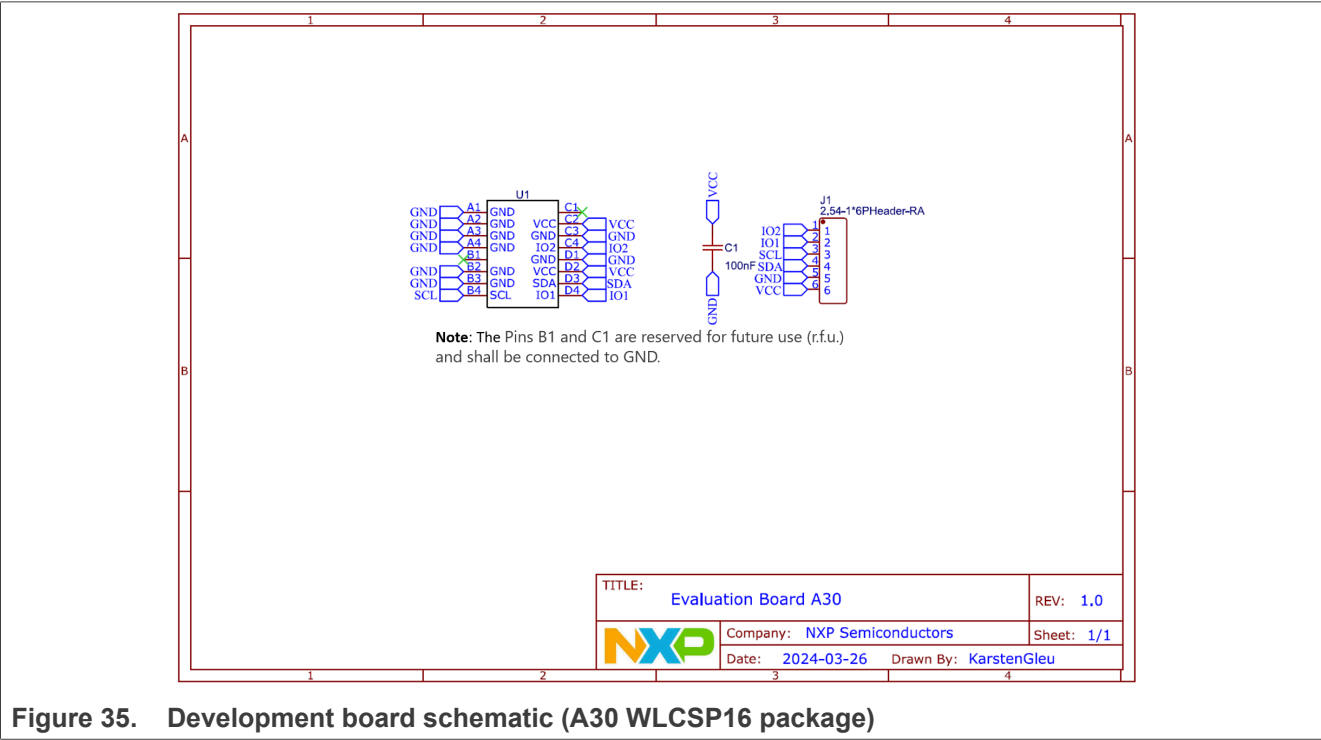 1 2 3 4
A A
U1
GND A1 GND C1
GND A2 GND VCC C2 VCC
GND A3 GND GND C3 GND
GND A4 GND IO2 C4 IO2
B1 GND D1 GND
GND B2 GND VCC D2 VCC
GND B3 GND SDA D3 SDA
SCL B4 SCL IO1 D4 IO1
VCC
C1
100nF
GND
J1
2,54-1*6PHeader-RA
IO2 1 1
IO1 2 2
SCL 3 3
SDA 4 4
GND 5 5
VCC 6 6
Note: The Pins B1 and C1 are reserved for future use (r.f.u.)
and shall be connected to GND.
B B
TITLE:
Evaluation Board A30
REV: 1.0
NXP
Company: NXP Semiconductors
Sheet: 1/1
Date: 2024-03-26 Drawn By: KarstenGleu
1 2 3 4
Figure 35. Development board schematic (A30 WLCSP16 package)